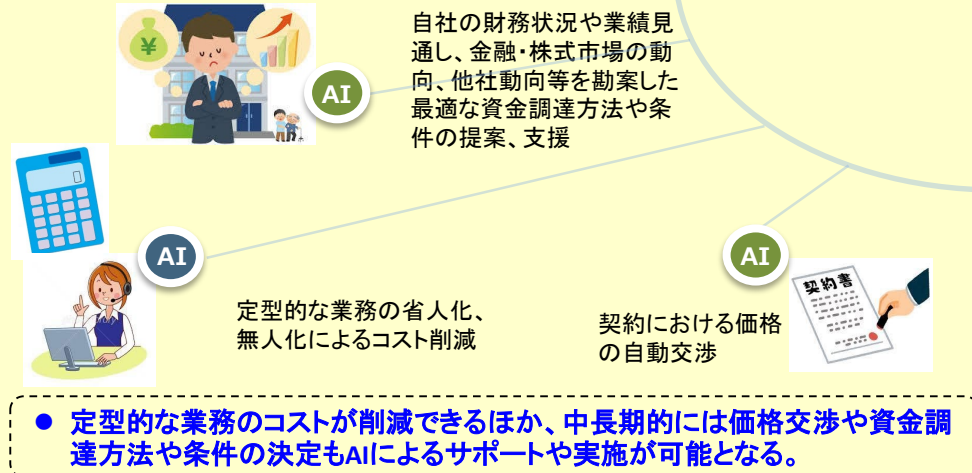 自社の財務状況や業績見
通し、金融・株式市場の動
向、他社動向等を勘案した
最適な資金調達方法や条
件の提案、支援
¥
AI
AI
定型的な業務の省人化、
無人化によるコスト削減
AI
契約書
契約における価格
の自動交渉
● 定型的な業務のコストが削減できるほか、中長期的には価格交渉や資金調
達方法や条件の決定もAIによるサポートや実施が可能となる。